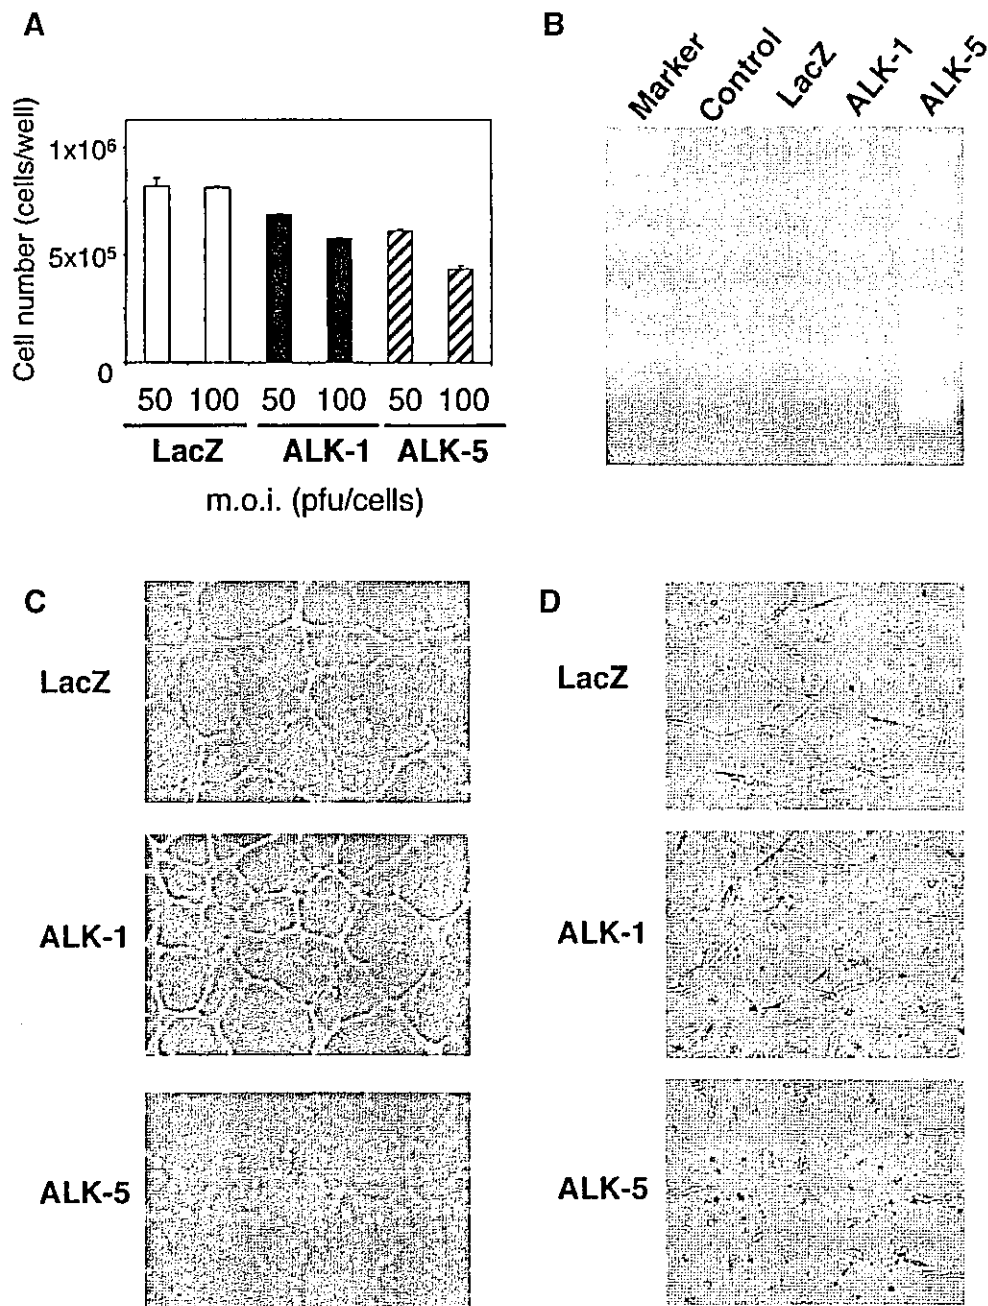 A
Cell number (cells/well)
1x10⁶
5x10⁵
0
50 100 50 100 50 100
LacZ ALK-1 ALK-5
m.o.i. (pfu/cells)
B
Marker Control LacZ ALK-1 ALK-5
C
LacZ
ALK-1
ALK-5
D
LacZ
ALK-1
ALK-5